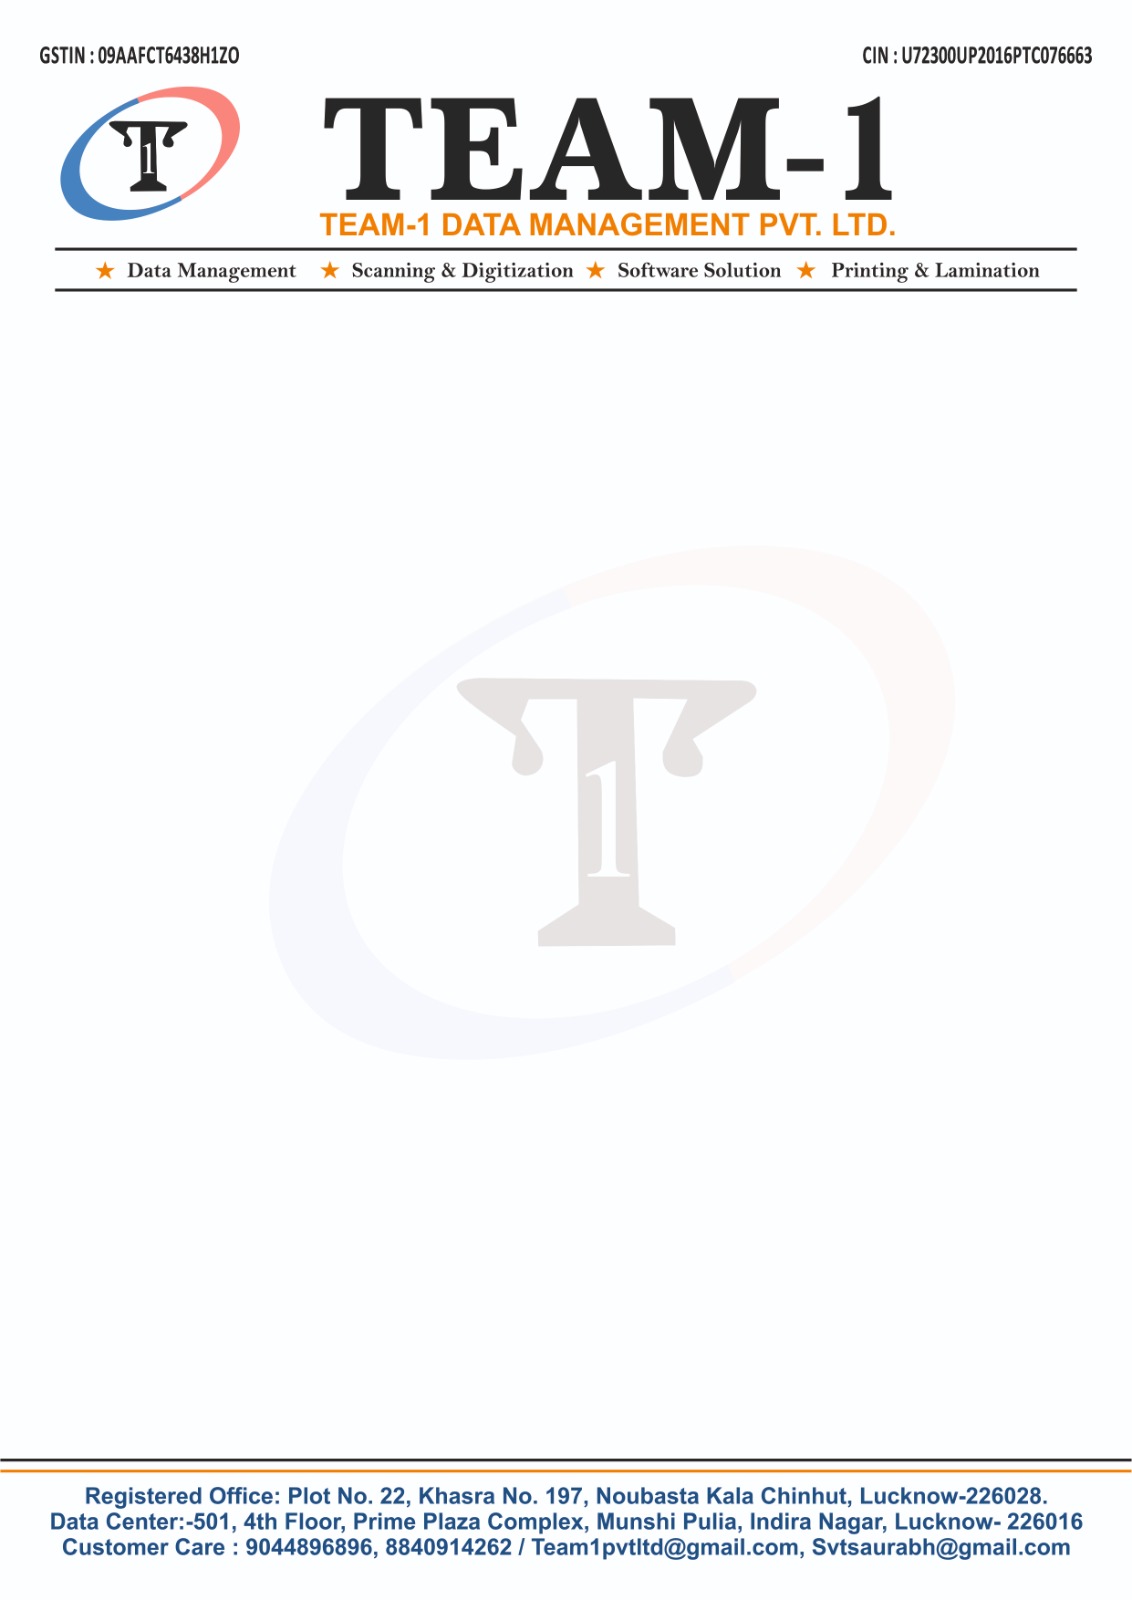 GSTIN : 09AAFCT6438H1ZO CIN : U72300UP2016PTC076663
T1
TEAM-1
TEAM-1 DATA MANAGEMENT PVT. LTD.
★ Data Management ★ Scanning & Digitization ★ Software Solution ★ Printing & Lamination
T1
Registered Office: Plot No. 22, Khasra No. 197, Noubasta Kala Chinhut, Lucknow-226028.
Data Center:-501, 4th Floor, Prime Plaza Complex, Munshi Pulia, Indira Nagar, Lucknow- 226016
Customer Care : 9044896896, 8840914262 / Team1pvtltd@gmail.com, Svtsaurabh@gmail.com